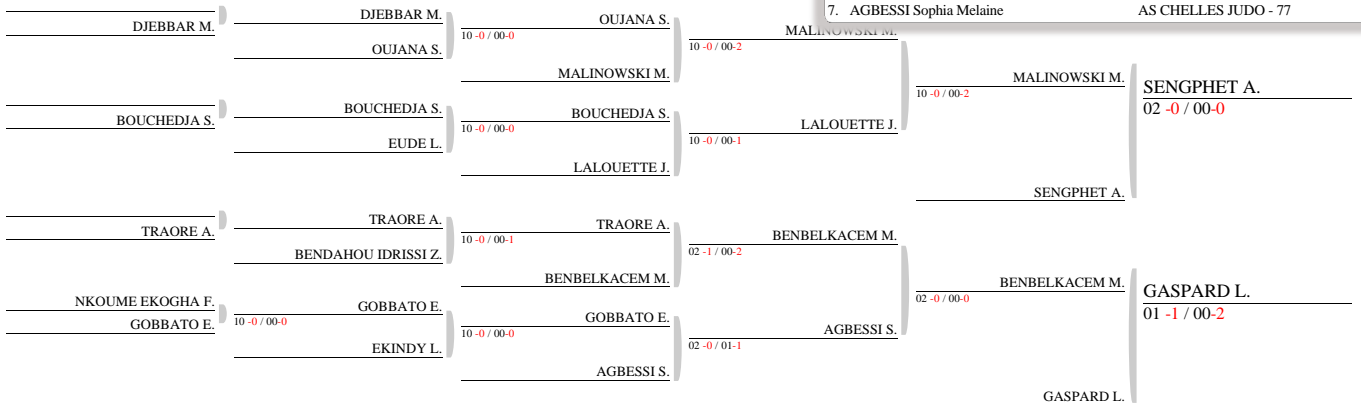 7. AGBESSI Sophia Melaine AS CHELLES JUDO - 77
DJEBBAR M.
DJEBBAR M.
OUJANA S.
10 -0 / 00-0
OUJANA S.
MALINOWSKI M.
MALINOWSKI M.
10 -0 / 00-2
BOUCHEDJA S.
BOUCHEDJA S.
EUDE L.
10 -0 / 00-0
BOUCHEDJA S.
LALOUETTE J.
LALOUETTE J.
10 -0 / 00-1
MALINOWSKI M.
10 -0 / 00-2
SENGPHET A.
SENGPHET A.
02 -0 / 00-0
TRAORE A.
TRAORE A.
BENDAHOU IDRISSI Z.
10 -0 / 00-1
TRAORE A.
BENBELKACEM M.
BENBELKACEM M.
02 -1 / 00-2
NKOUME EKOGHA F.
GOBBATO E.
10 -0 / 00-0
GOBBATO E.
EKINDY L.
10 -0 / 00-0
GOBBATO E.
AGBESSI S.
AGBESSI S.
02 -0 / 01-1
BENBELKACEM M.
02 -0 / 00-0
GASPARD L.
GASPARD L.
01 -1 / 00-2